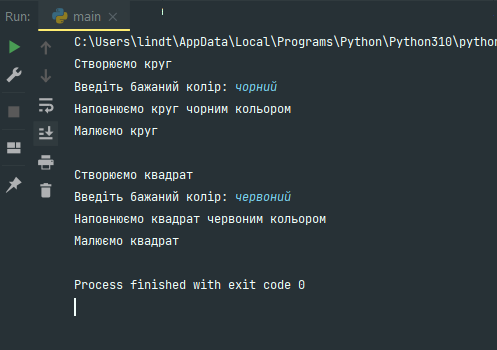 Run: main
C:\Users\lindt\AppData\Local\Programs\Python\Python310\python
Створюємо круг
Введіть бажаний колір: чорний
Наповнюємо круг чорним кольором
Малюємо круг
Створюємо квадрат
Введіть бажаний колір: червоний
Наповнюємо квадрат червоним кольором
Малюємо квадрат
Process finished with exit code 0